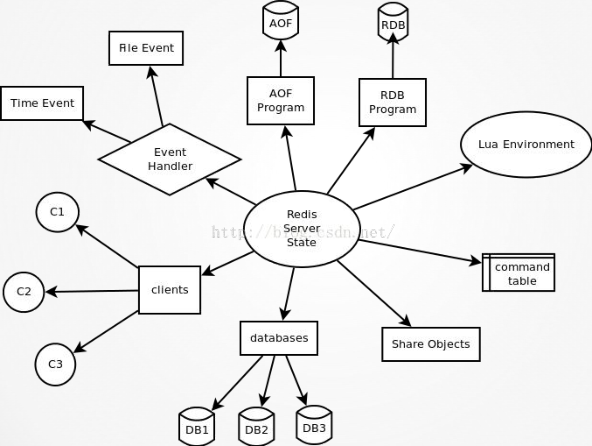 AOF
RDB
File Event
Time Event
AOF
Program
RDB
Program
Event
Handler
Lua Environment
C1
Redis
Server
State
http://blog.csdn.net/
C2
clients
command
table
C3
databases
Share Objects
DB1
DB2
DB3